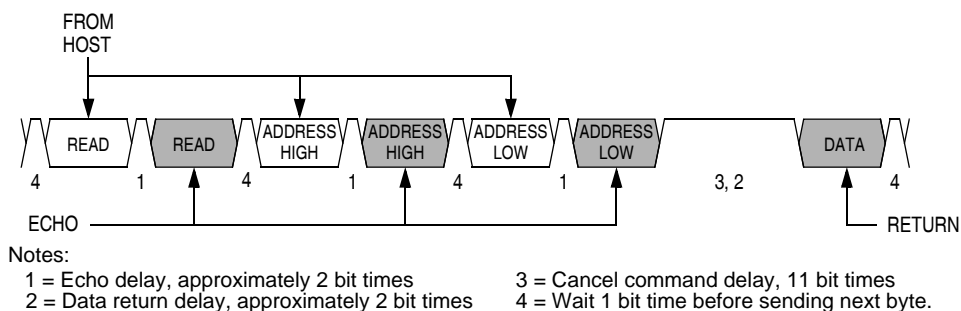 FROM
HOST
READ
READ
ADDRESS
HIGH
ADDRESS
HIGH
ADDRESS
LOW
ADDRESS
LOW
DATA
4
1
4
1
4
1
3, 2
4
ECHO
RETURN
Notes:
1 = Echo delay, approximately 2 bit times
2 = Data return delay, approximately 2 bit times
3 = Cancel command delay, 11 bit times
4 = Wait 1 bit time before sending next byte.